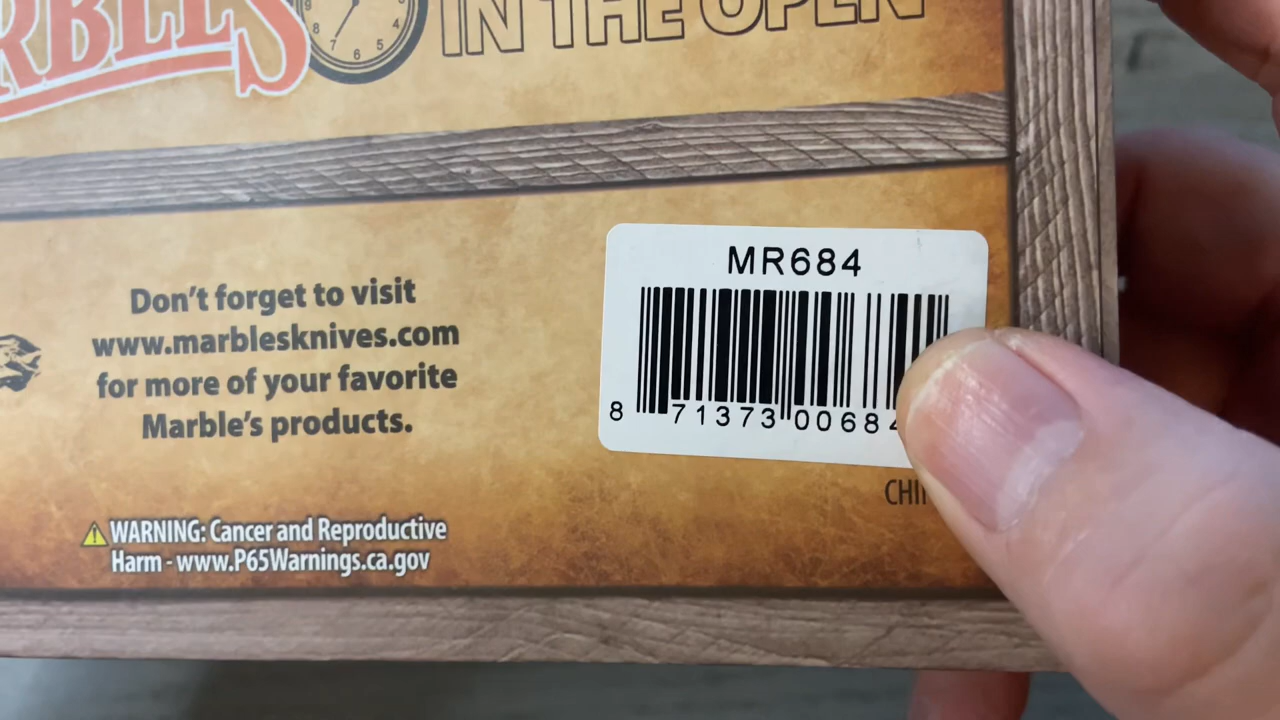 IN THE OPEN
MR684
Don't forget to visit
www.marblesknives.com
for more of your favorite
Marble's products.
8 71373 00684
WARNING: Cancer and Reproductive
Harm - www.P65Warnings.ca.gov